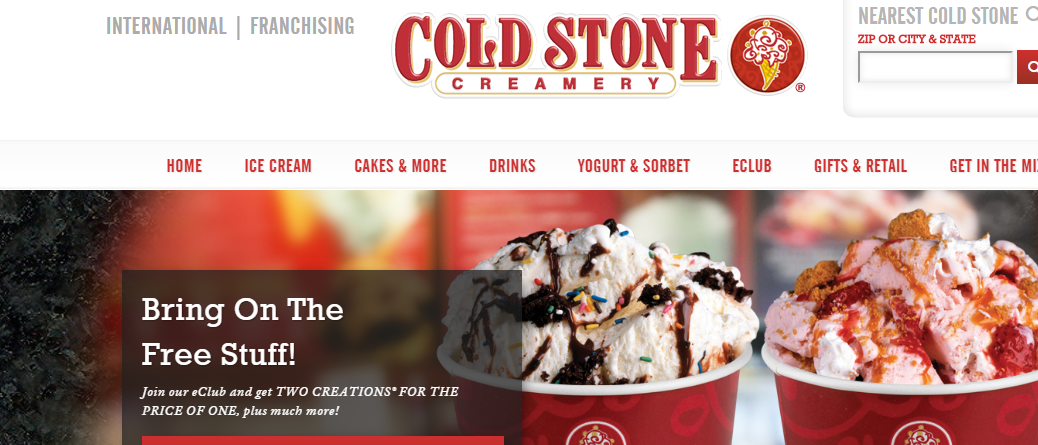 INTERNATIONAL | FRANCHISING
COLD STONE
CREAMERY
®
NEAREST COLD STONE
ZIP OR CITY & STATE
HOME ICE CREAM CAKES & MORE DRINKS YOGURT & SORBET ECLUB GIFTS & RETAIL GET IN THE MI
Bring On The
Free Stuff!
Join our eClub and get TWO CREATIONS® FOR THE
PRICE OF ONE, plus much more!